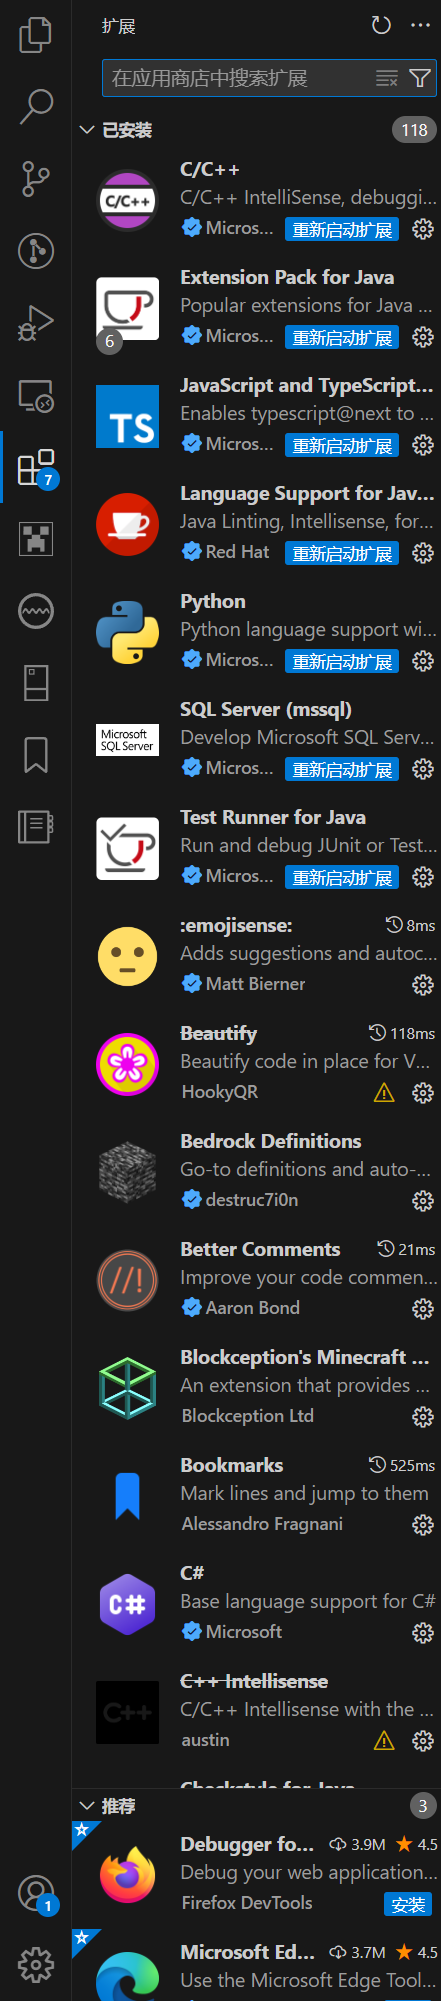 扩展
在应用商店中搜索扩展
已安装 118
C/C++
C/C++
C/C++ IntelliSense, debuggi...
Micros... 重新启动扩展
Extension Pack for Java
Popular extensions for Java ...
6 Micros... 重新启动扩展
JavaScript and TypeScript...
TS
Enables typescript@next to ...
Micros... 重新启动扩展
7
Language Support for Jav...
Java Linting, Intellisense, for...
Red Hat 重新启动扩展
Python
Python language support wi...
Micros... 重新启动扩展
SQL Server (mssql)
Microsoft
SQL Server
Develop Microsoft SQL Serv...
Micros... 重新启动扩展
Test Runner for Java
Run and debug JUnit or Test...
Micros... 重新启动扩展
:emojisense: 8ms
Adds suggestions and autoc...
Matt Bierner
Beautify 118ms
Beautify code in place for V...
HookyQR
Bedrock Definitions
Go-to definitions and auto-...
destruc7i0n
Better Comments 21ms
//!
Improve your code commen...
Aaron Bond
Blockception's Minecraft ...
An extension that provides ...
Blockception Ltd
Bookmarks 525ms
Mark lines and jump to them
Alessandro Fragnani
C#
C#
Base language support for C#
Microsoft
C++ Intellisense
C++
C/C++ Intellisense with the ...
austin
Checkstyle for Java
推荐 3
Debugger fo... 3.9M 4.5
Debug your web application...
Firefox DevTools 安装
1
Microsoft Ed... 3.7M 4.5
Use the Microsoft Edge Tool...